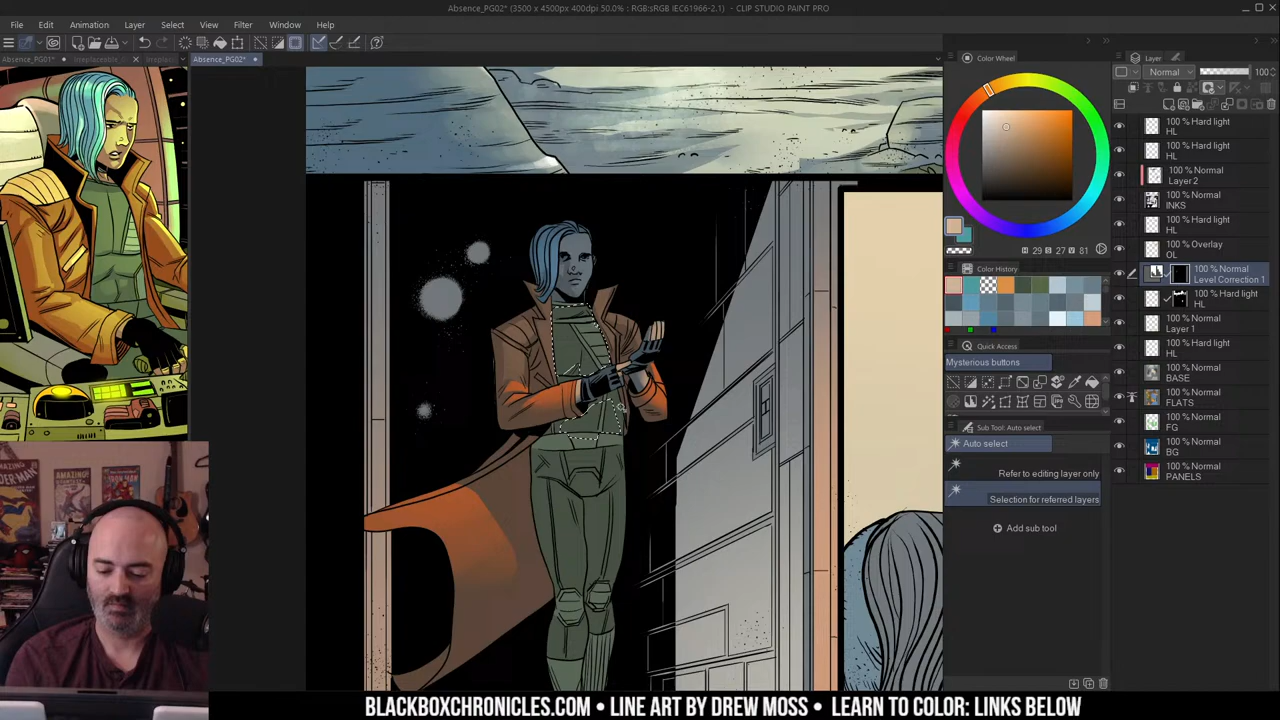 Absence_PG02* (3500 x 4500px 400dpi 50.0% : RGB:sRGB IEC61966-2.1) - CLIP STUDIO PAINT PRO
File Edit Animation Layer Select View Filter Window Help
Absence_PG01* Absence_PG02*
Color Wheel
H 29 S 27 V 81
Color History
Quick Access
Mysterious buttons
Sub Tool: Auto select
Auto select
Refer to editing layer only
Selection for referred layers
Add sub tool
Layer
Normal 100
100 % Hard light
HL
100 % Hard light
HL
100 % Normal
Layer 2
100 % Normal
INKS
100 % Hard light
HL
100 % Overlay
OL
100 % Normal
Level Correction 1
100 % Hard light
HL
100 % Normal
Layer 1
100 % Hard light
HL
100 % Normal
BASE
100 % Normal
FLATS
100 % Normal
FG
100 % Normal
BG
100 % Normal
PANELS
BLACKBOXCHRONICLES.COM • LINE ART BY DREW MOSS • LEARN TO COLOR: LINKS BELOW